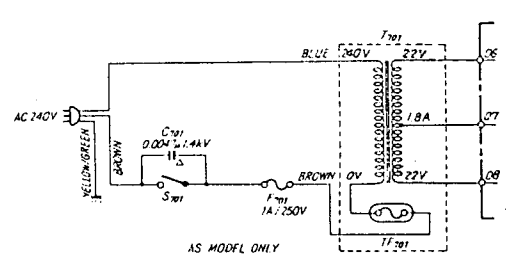 T701
BLUE 240V 22V 06
AC 240V
1.8A 07
YELLOW/GREEN
BROWN
C701
0.0047 1.4kV
S701
F701
1A/250V
BROWN 0V 22V 08
TF701
AS MODEL ONLY